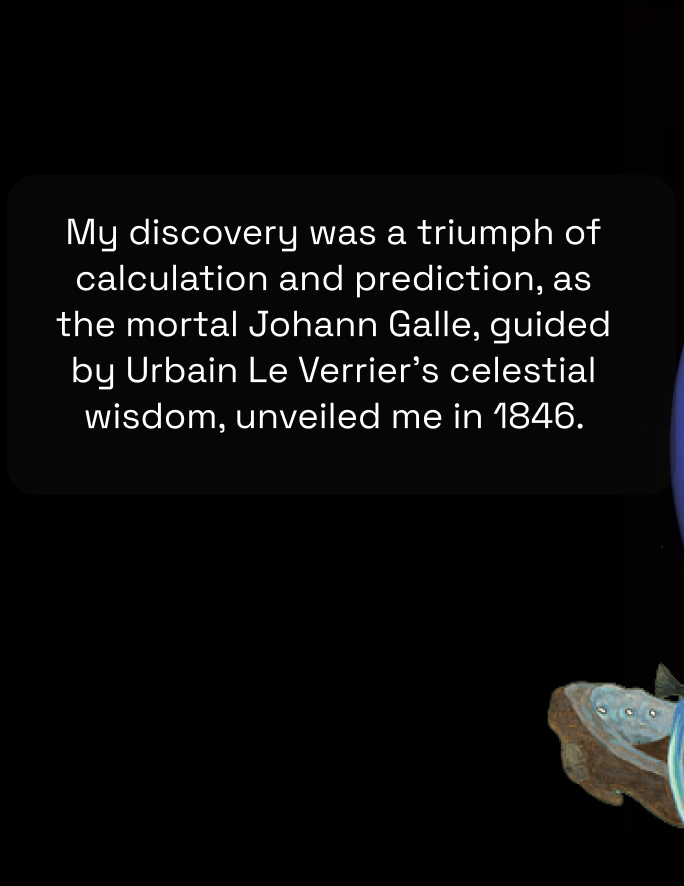 My discovery was a triumph of
calculation and prediction, as
the mortal Johann Galle, guided
by Urbain Le Verrier’s celestial
wisdom, unveiled me in 1846.